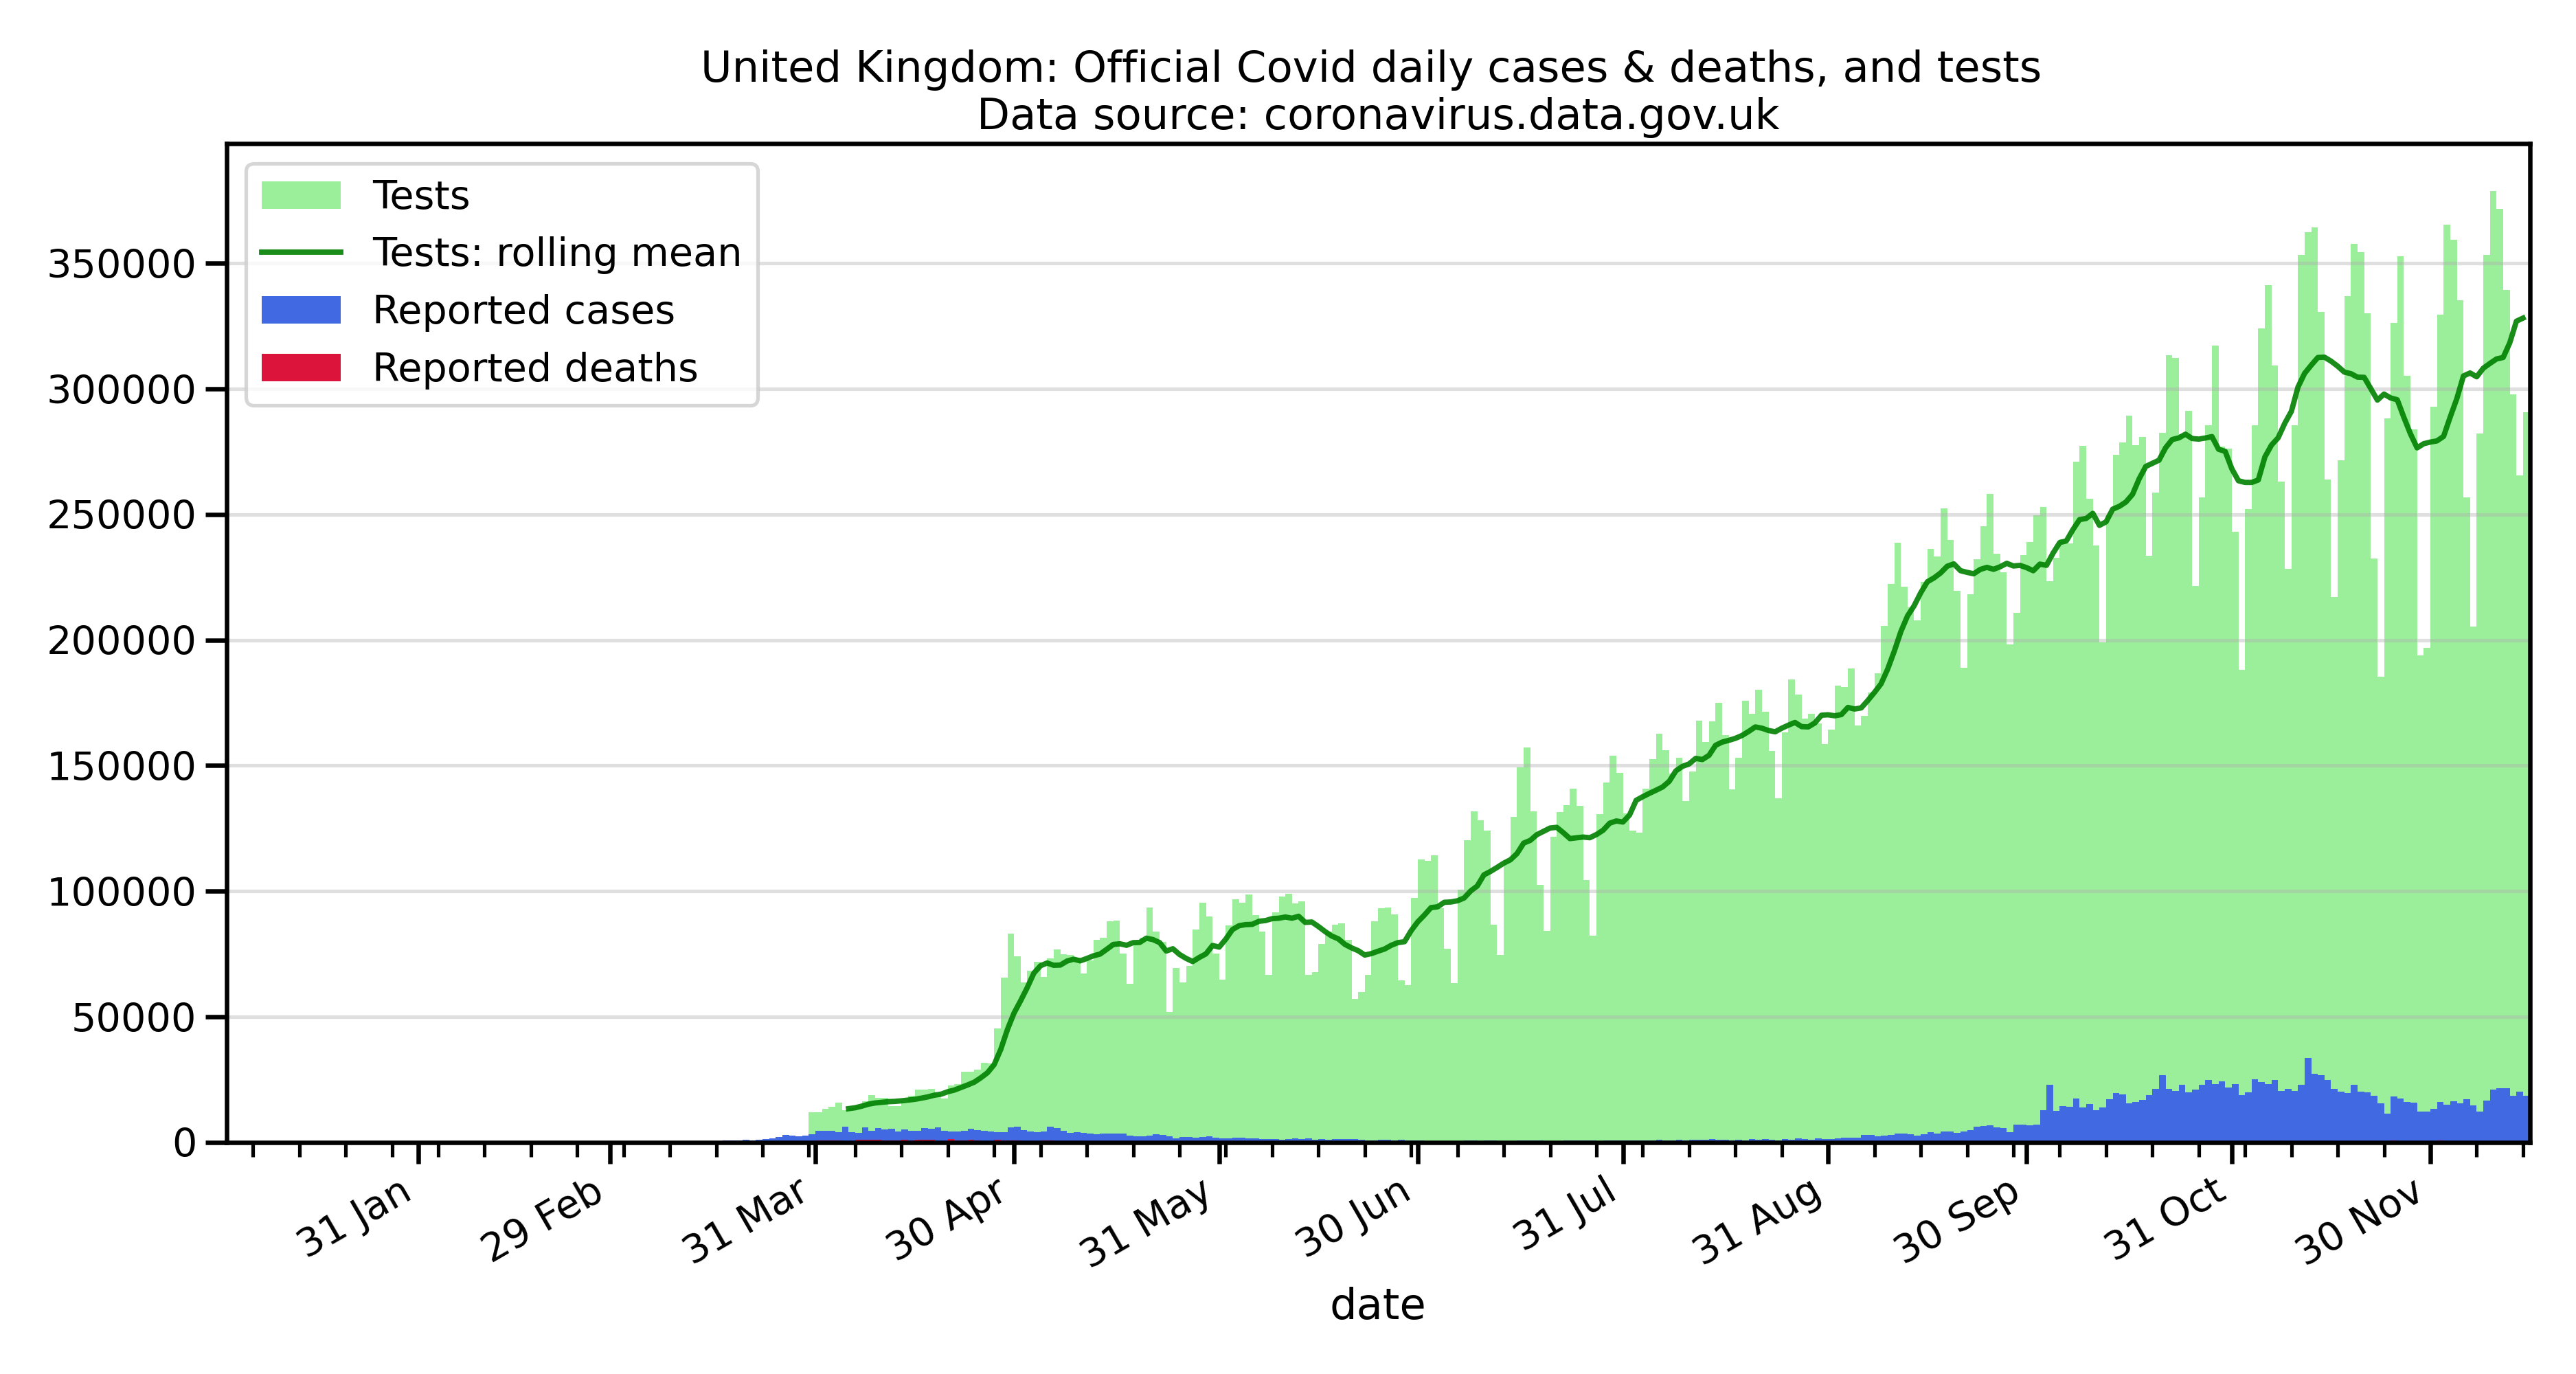 United Kingdom: Official Covid daily cases & deaths, and tests
Data source: coronavirus.data.gov.uk
Tests
Tests: rolling mean
Reported cases
Reported deaths
350000
300000
250000
200000
150000
100000
50000
0
31 Jan
29 Feb
31 Mar
30 Apr
31 May
30 Jun
31 Jul
31 Aug
30 Sep
31 Oct
30 Nov
date